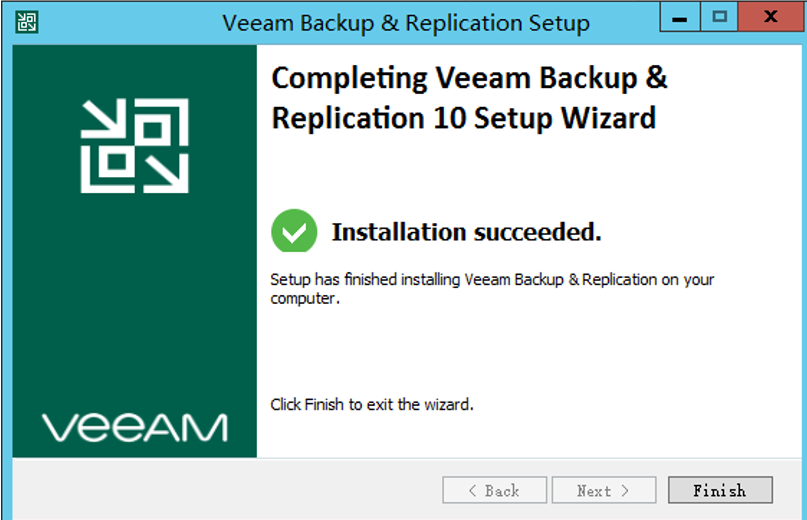 Veeam Backup & Replication Setup
Completing Veeam Backup &
Replication 10 Setup Wizard
Installation succeeded.
Setup has finished installing Veeam Backup & Replication on your
computer.
Click Finish to exit the wizard.
veeAM
< Back
Next >
Finish